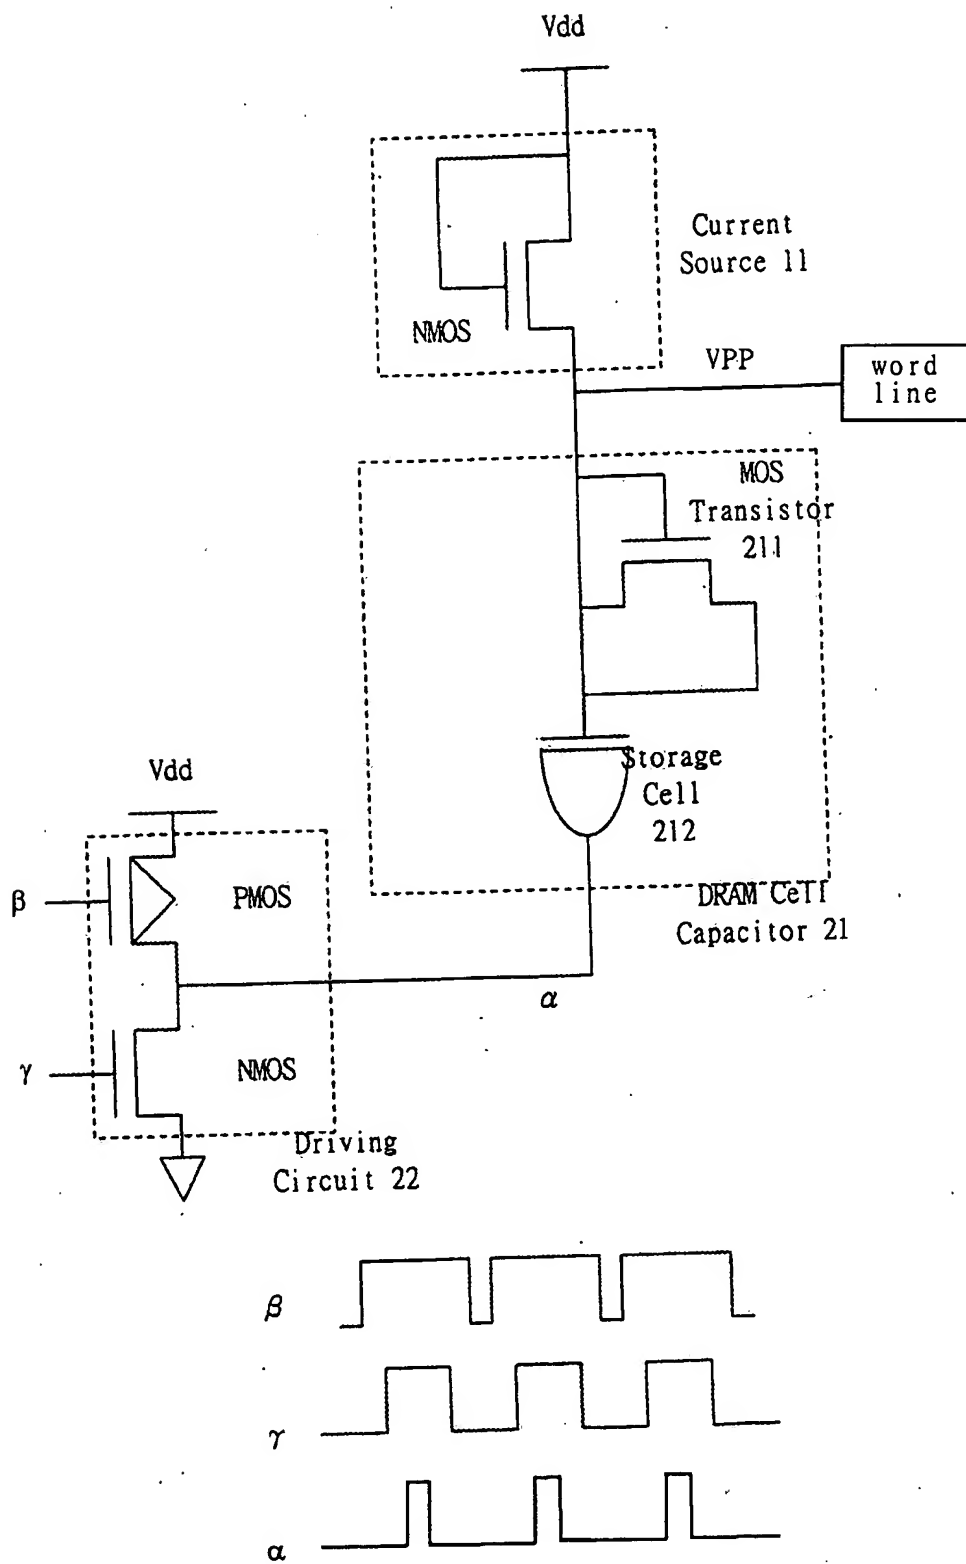 Vdd
Current
Source 11
NMOS
VPP
word
line
MOS
Transistor
211
Storage
Cell
212
Vdd
β
PMOS
DRAM Cell
Capacitor 21
α
γ
NMOS
Driving
Circuit 22
β
γ
α